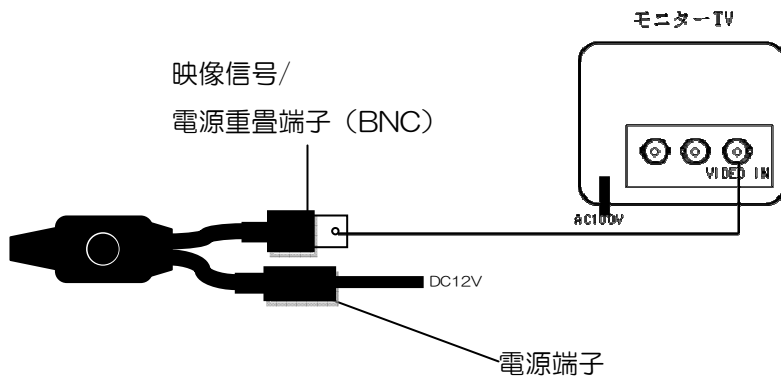 モニターTV
映像信号/
電源重畳端子（BNC）
VIDEO IN
AC100V
DC12V
電源端子